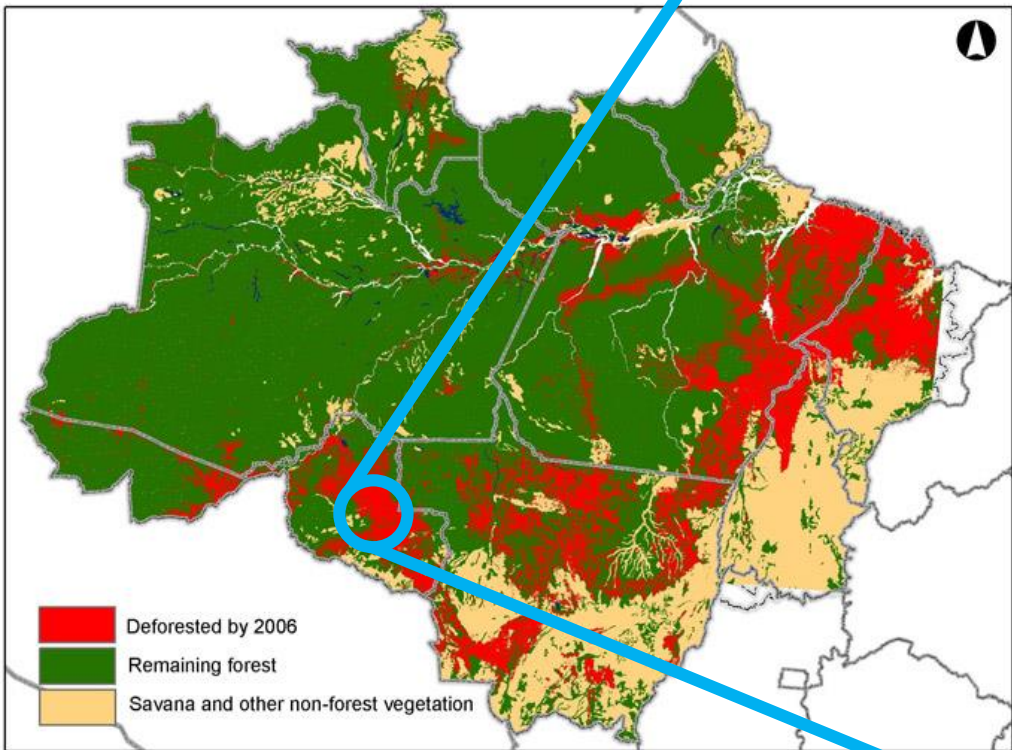 Deforested by 2006
Remaining forest
Savana and other non-forest vegetation